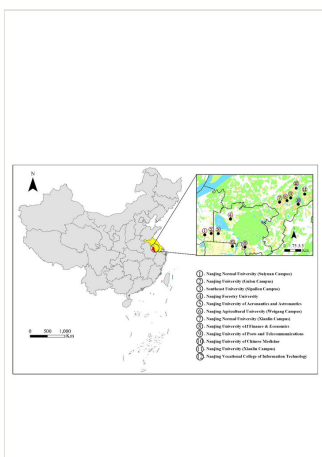 N
N
0 500 1,000
Km
① . Nanjing Normal University (Suiyuan Campus)
② . Nanjing University (Gulou Campus)
③ . Southeast University (Sipailou Campus)
④ . Nanjing Forestry University
⑤ . Nanjing University of Aeronautics and Astronautics
⑥ . Nanjing Agricultural University (Weigang Campus)
⑦ . Nanjing Normal University (Xianlin Campus)
⑧ . Nanjing University of Finance & Economics
⑨ . Nanjing University of Posts and Telecommunications
⑩ . Nanjing University of Chinese Medicine
⑪ . Nanjing University (Xianlin Campus)
⑫ . Nanjing Vocational College of Information Technology